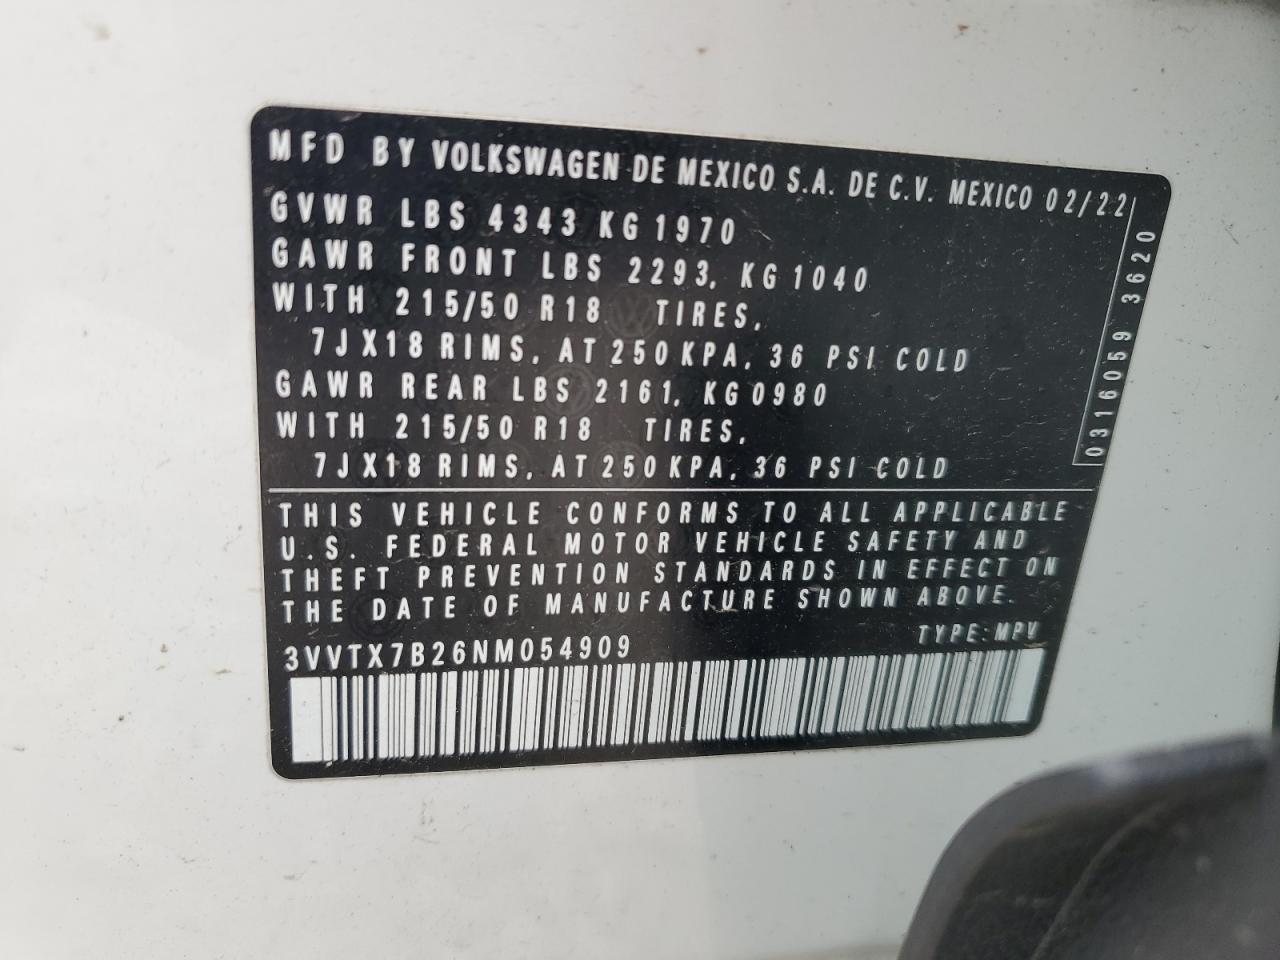 MFD BY VOLKSWAGEN DE MEXICO S.A. DE C.V. MEXICO 02/22
GVWR LBS 4343 KG 1970
GAWR FRONT LBS 2293, KG 1040
WITH 215/50 R18 TIRES,
7JX18 RIMS, AT 250 KPA, 36 PSI COLD
GAWR REAR LBS 2161, KG 0980
WITH 215/50 R18 TIRES,
7JX18 RIMS, AT 250 KPA, 36 PSI COLD
0316059 3620
THIS VEHICLE CONFORMS TO ALL APPLICABLE
U.S. FEDERAL MOTOR VEHICLE SAFETY AND
THEFT PREVENTION STANDARDS IN EFFECT ON
THE DATE OF MANUFACTURE SHOWN ABOVE.
TYPE: MPV
3VVTX7B26NM054909